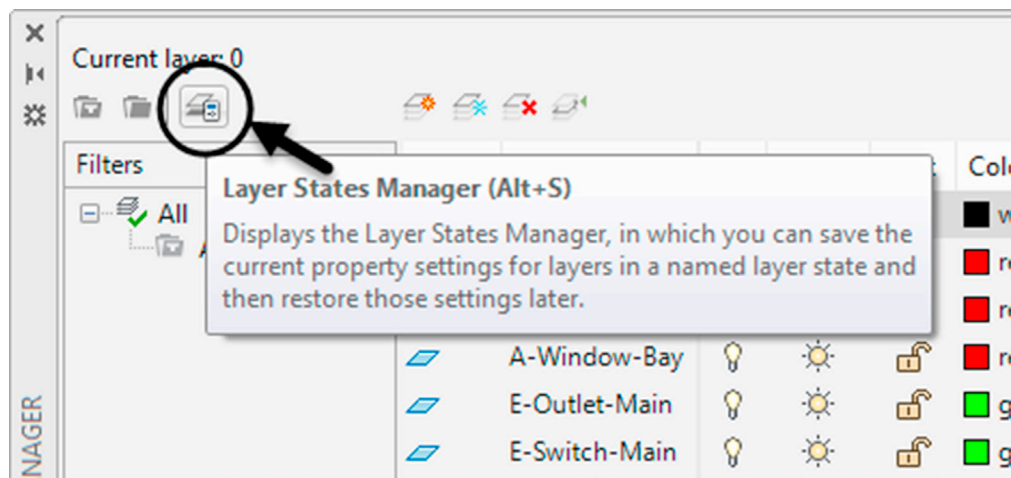 Current layer: 0
Filters
Layer States Manager (Alt+S)
Displays the Layer States Manager, in which you can save the
current property settings for layers in a named layer state and
then restore those settings later.
All
A-Window-Bay
E-Outlet-Main
E-Switch-Main